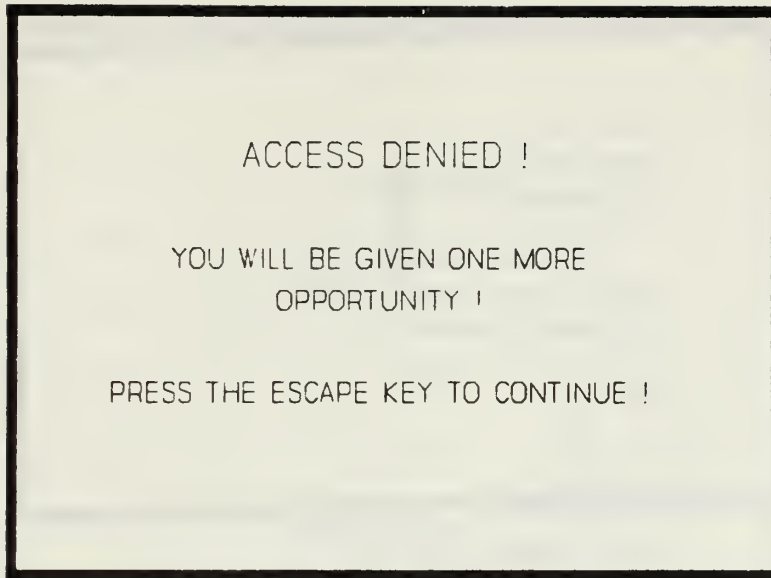 ACCESS DENIED !
YOU WILL BE GIVEN ONE MORE
OPPORTUNITY !
PRESS THE ESCAPE KEY TO CONTINUE !